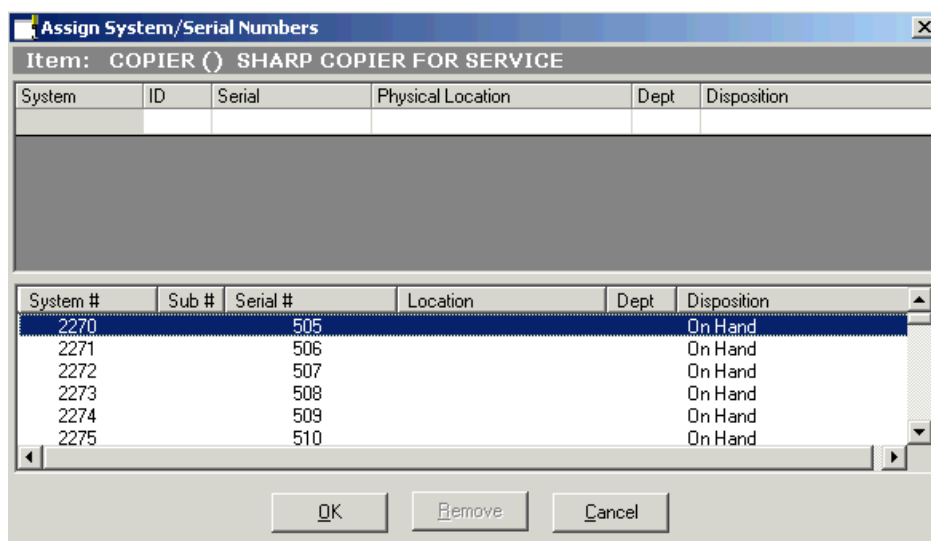 Assign System/Serial Numbers
Item: COPIER () SHARP COPIER FOR SERVICE
System ID Serial Physical Location Dept Disposition
System # Sub # Serial # Location Dept Disposition
2270 505 On Hand
2271 506 On Hand
2272 507 On Hand
2273 508 On Hand
2274 509 On Hand
2275 510 On Hand
OK Remove Cancel